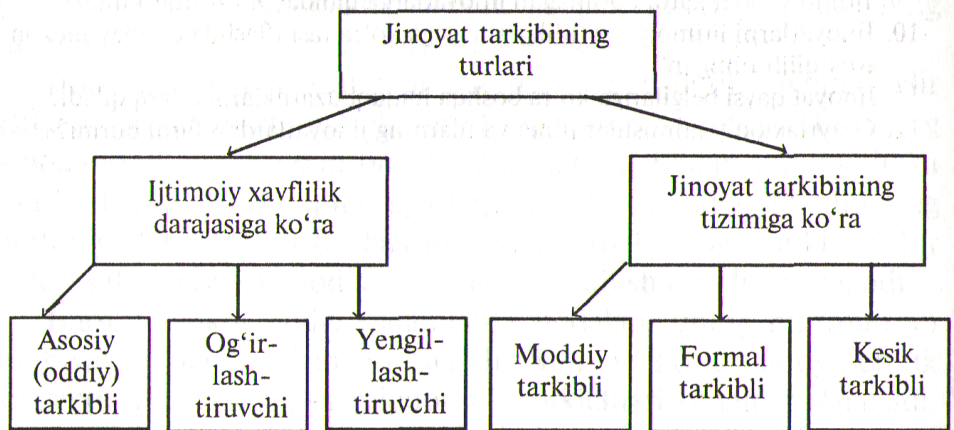 Jinoyat tarkibining
turlari
Ijtimoiy xavflilik
darajasiga ko‘ra
Jinoyat tarkibining
tizimiga ko‘ra
Asosiy
(oddiy)
tarkibli
Og‘ir-
lash-
tiruvchi
Yengil-
lash-
tiruvchi
Moddiy
tarkibli
Formal
tarkibli
Kesik
tarkibli